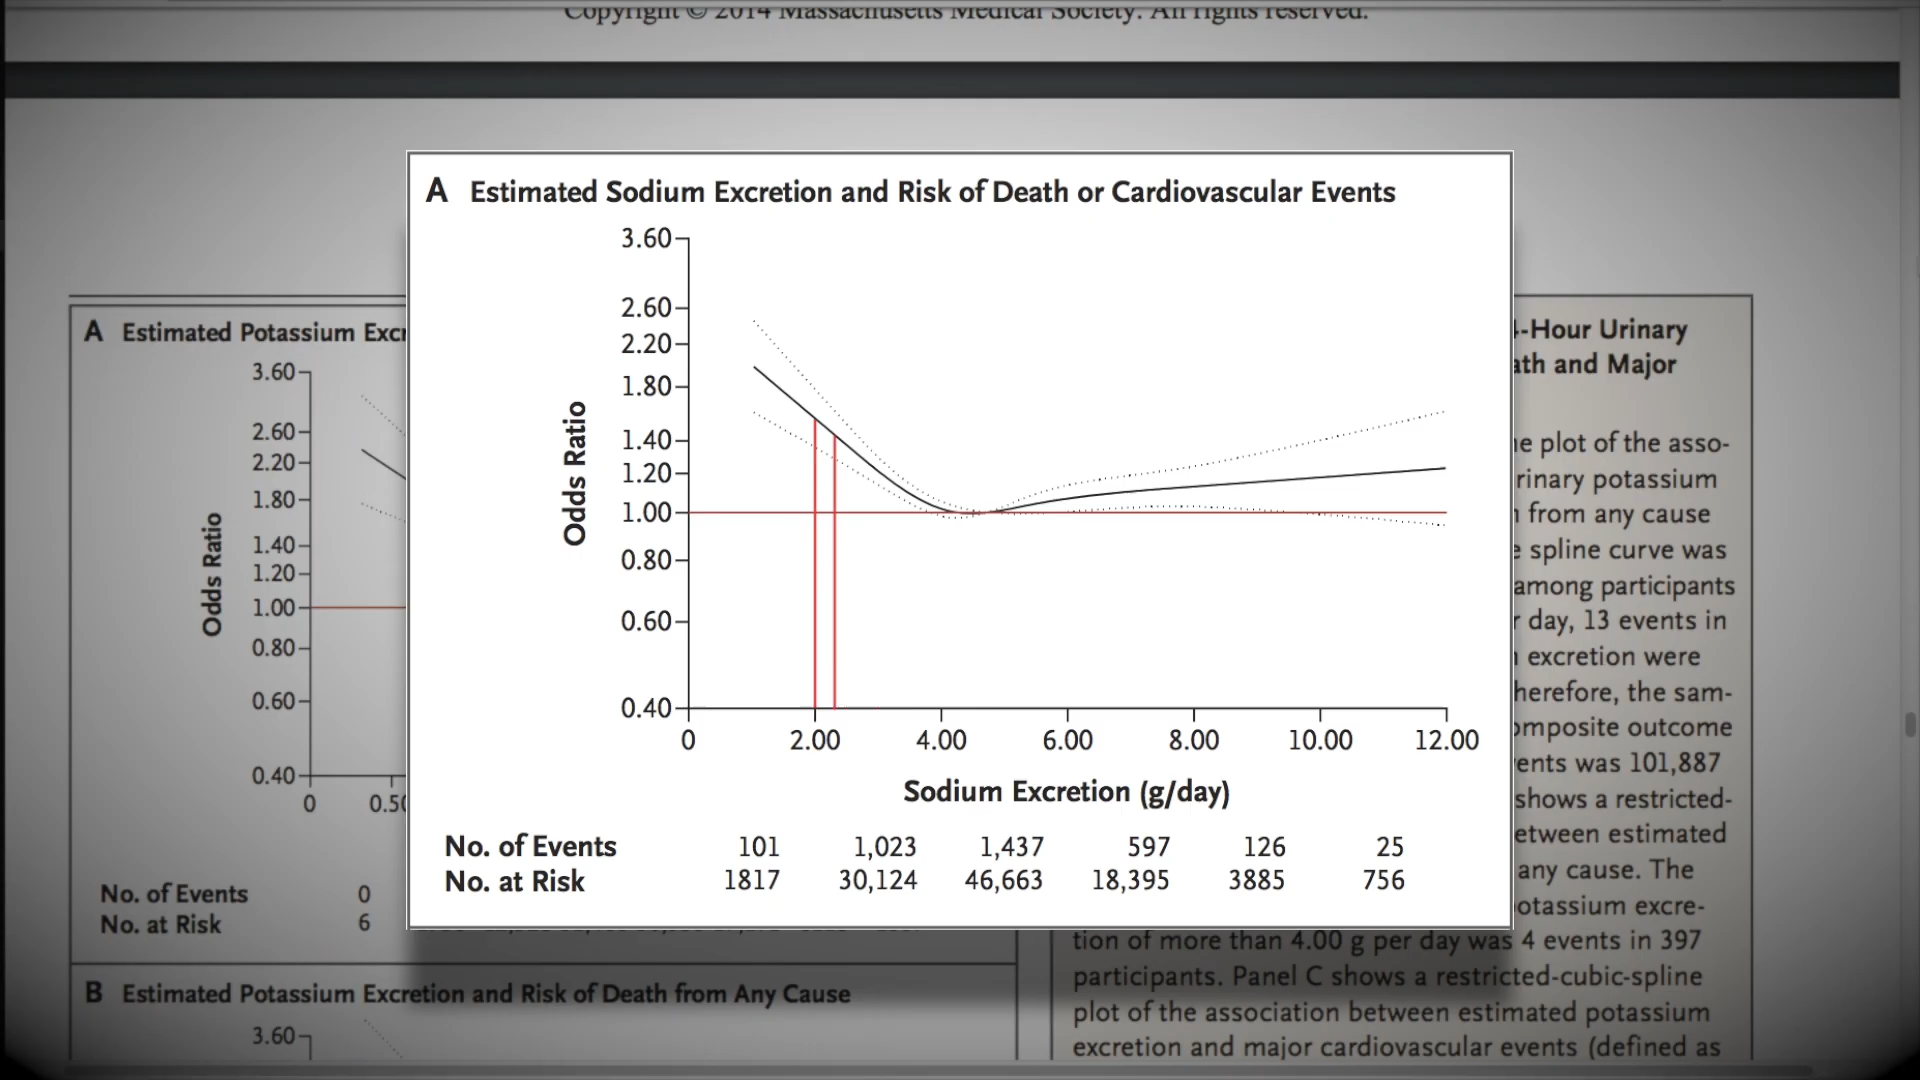 Copyright © 2014 Massachusetts Medical Society. All rights reserved.
A Estimated Sodium Excretion and Risk of Death or Cardiovascular Events
3.60
2.60
2.20
1.80
1.40
1.20
1.00
0.80
0.60
0.40
Odds Ratio
0 2.00 4.00 6.00 8.00 10.00 12.00
Sodium Excretion (g/day)
No. of Events 101 1,023 1,437 597 126 25
No. at Risk 1817 30,124 46,663 18,395 3885 756
A Estimated Potassium
3.60
2.60
2.20
1.80
1.40
1.20
1.00
0.80
0.60
0.40
Odds Ratio
0
No. of Events 0
No. at Risk 6
B Estimated Potassium Excretion and Risk of Death from Any Cause
3.60
-Hour Urinary
and Major
plot of the asso-
potassium
from any cause
spline curve was
among participants
day, 13 events in
excretion were
the sam-
outcome
was 101,887
shows a restricted-
estimated
any cause. The
excre-
tion of more than 4.00 g per day was 4 events in 397
participants. Panel C shows a restricted-cubic-spline
plot of the association between estimated potassium
excretion and major cardiovascular events (defined as